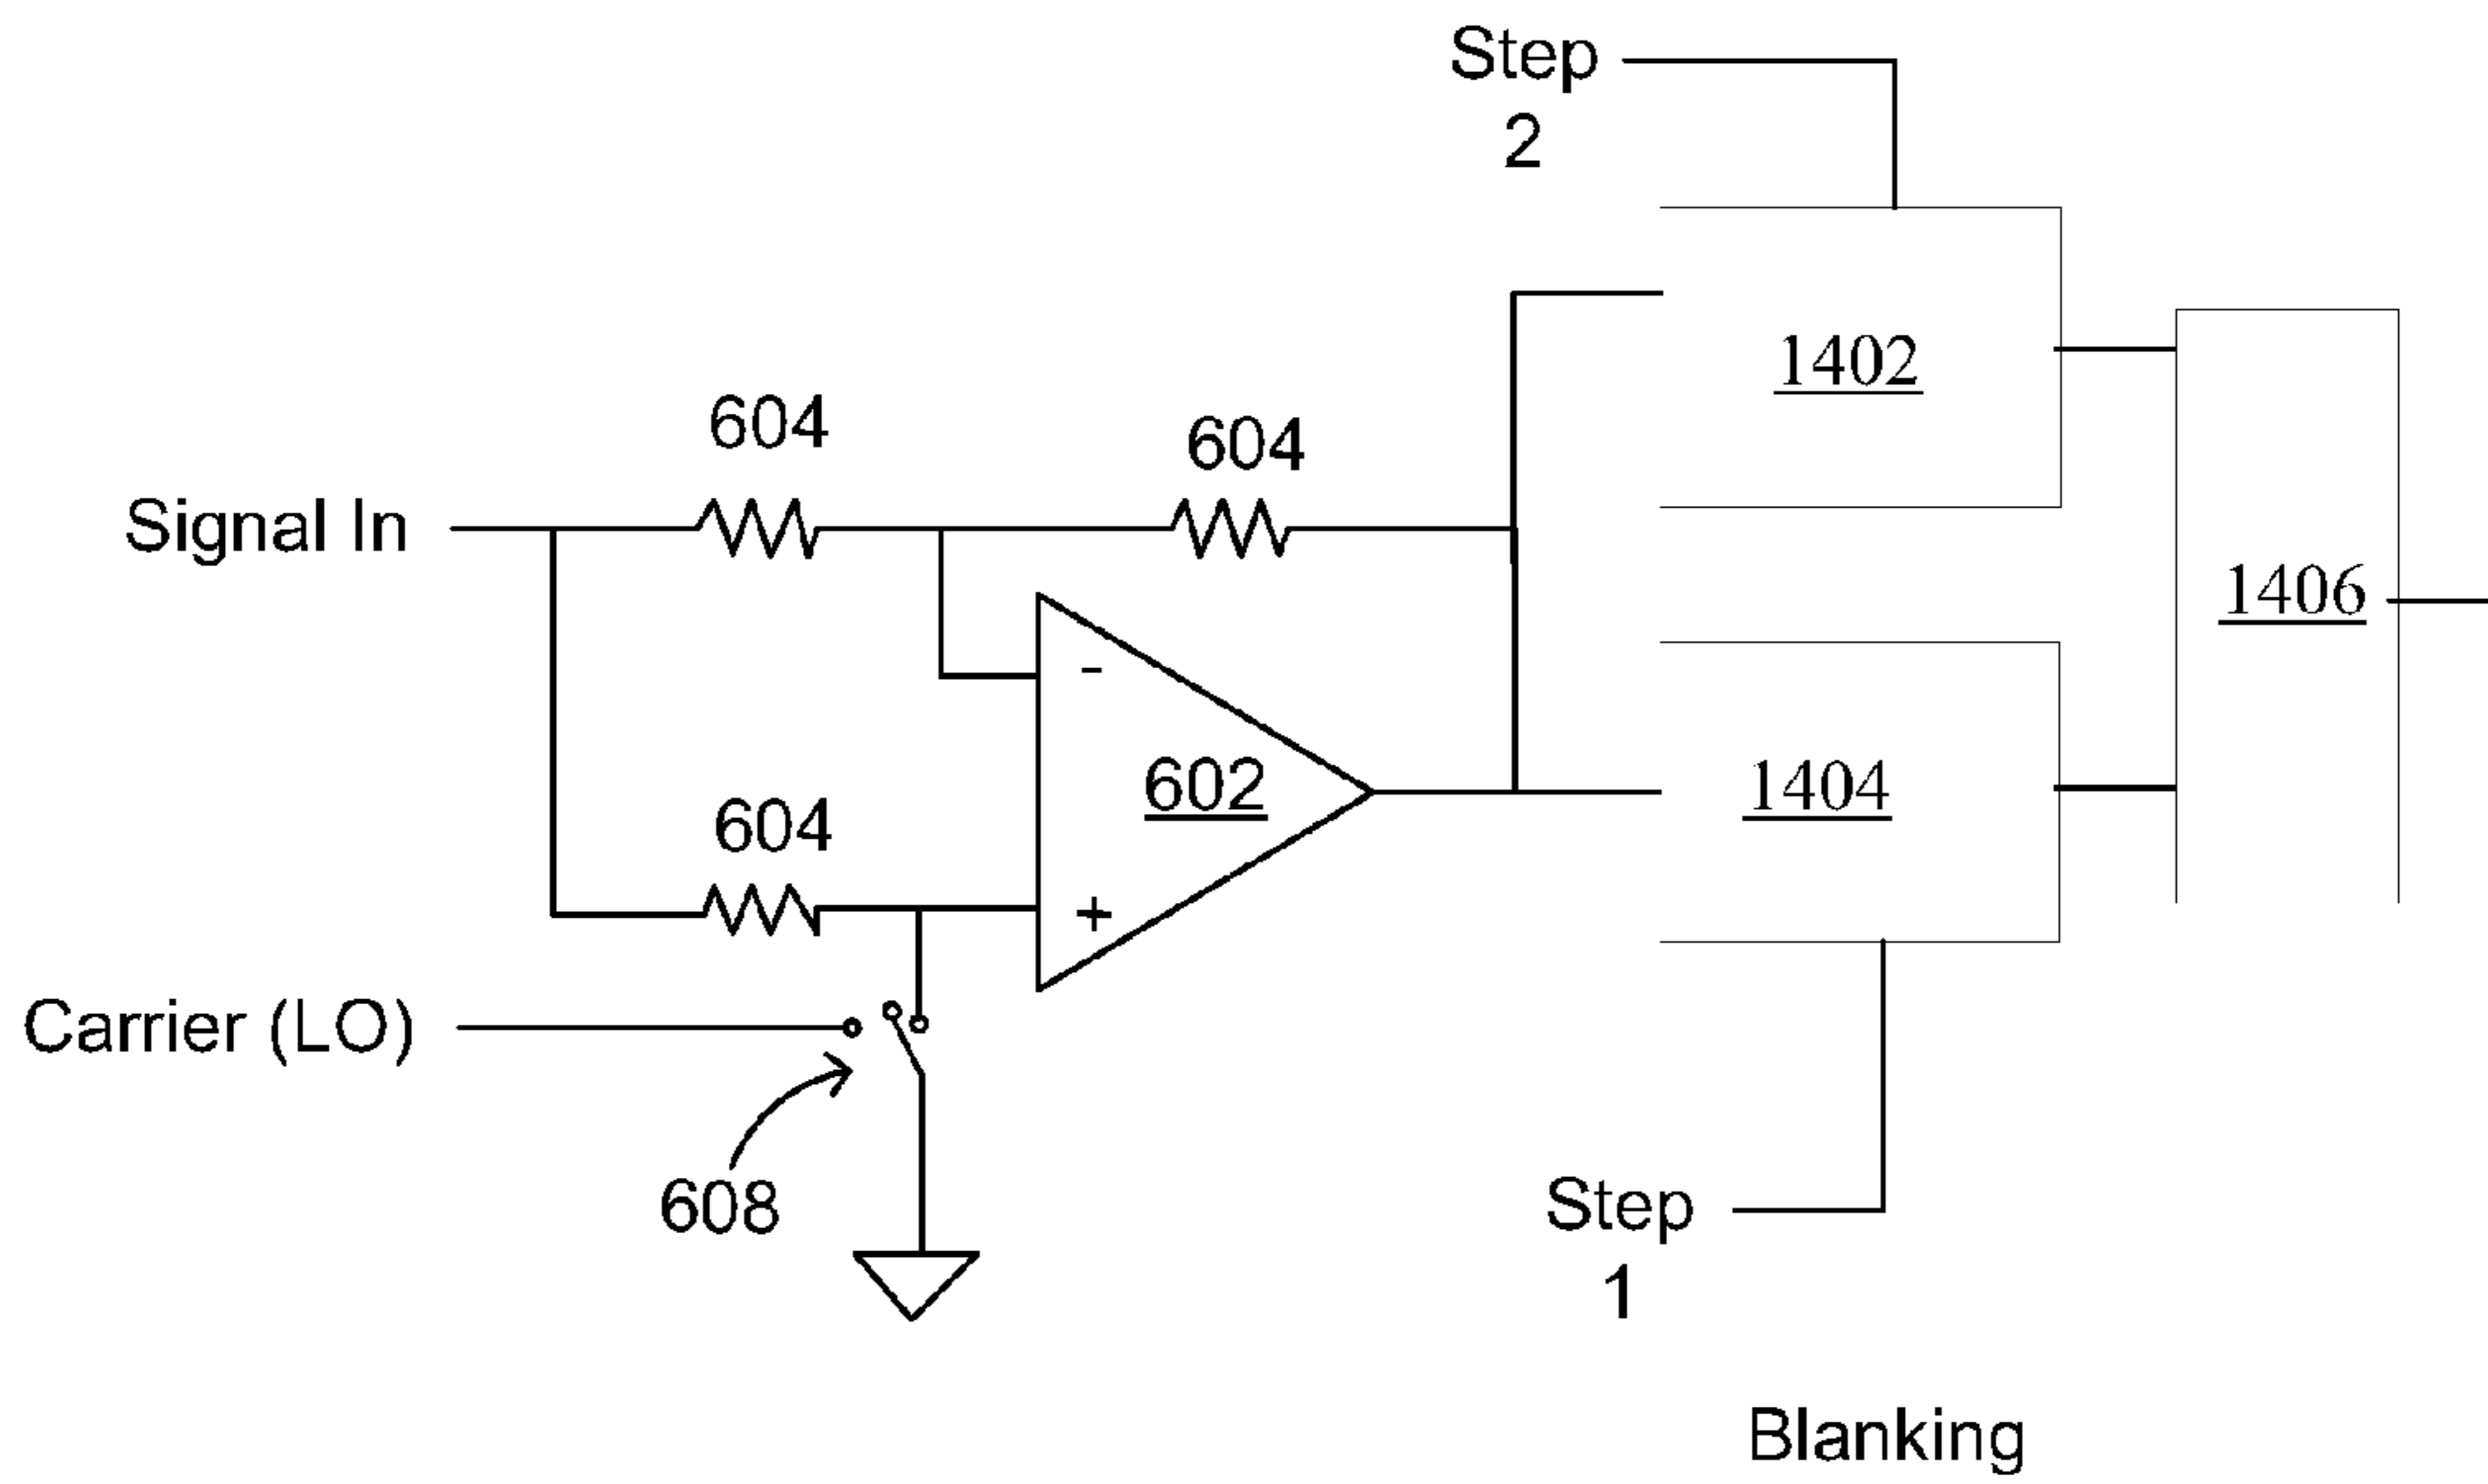 Step
2
1402
604
604
Signal In
1406
602
1404
604
-
+
Carrier (LO)
608
Step
1
Blanking